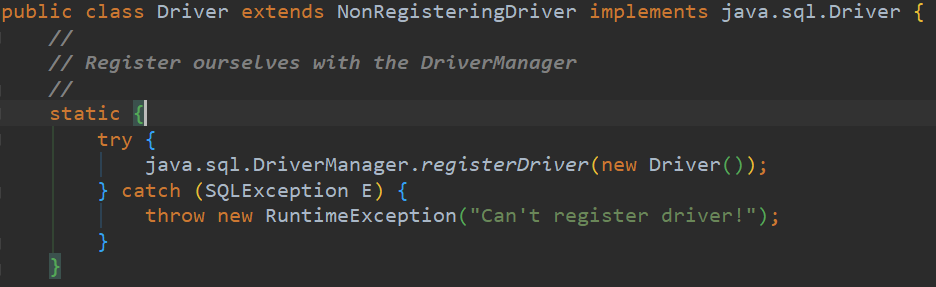 public class Driver extends NonRegisteringDriver implements java.sql.Driver {
//
// Register ourselves with the DriverManager
//
static {
try {
java.sql.DriverManager.registerDriver(new Driver());
} catch (SQLException E) {
throw new RuntimeException("Can't register driver!");
}
}